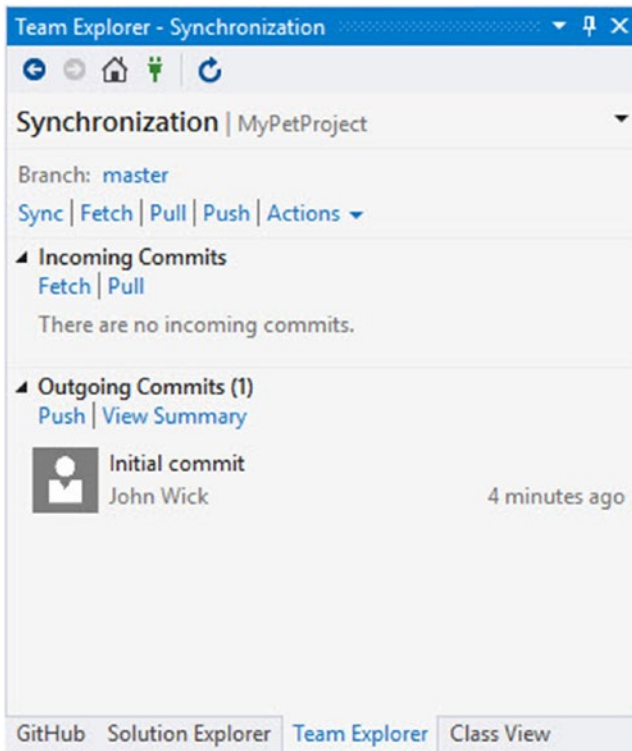 Team Explorer - Synchronization
Synchronization | MyPetProject
Branch: master
Sync | Fetch | Pull | Push | Actions
Incoming Commits
Fetch | Pull
There are no incoming commits.
Outgoing Commits (1)
Push | View Summary
Initial commit
John Wick 4 minutes ago
GitHub Solution Explorer Team Explorer Class View